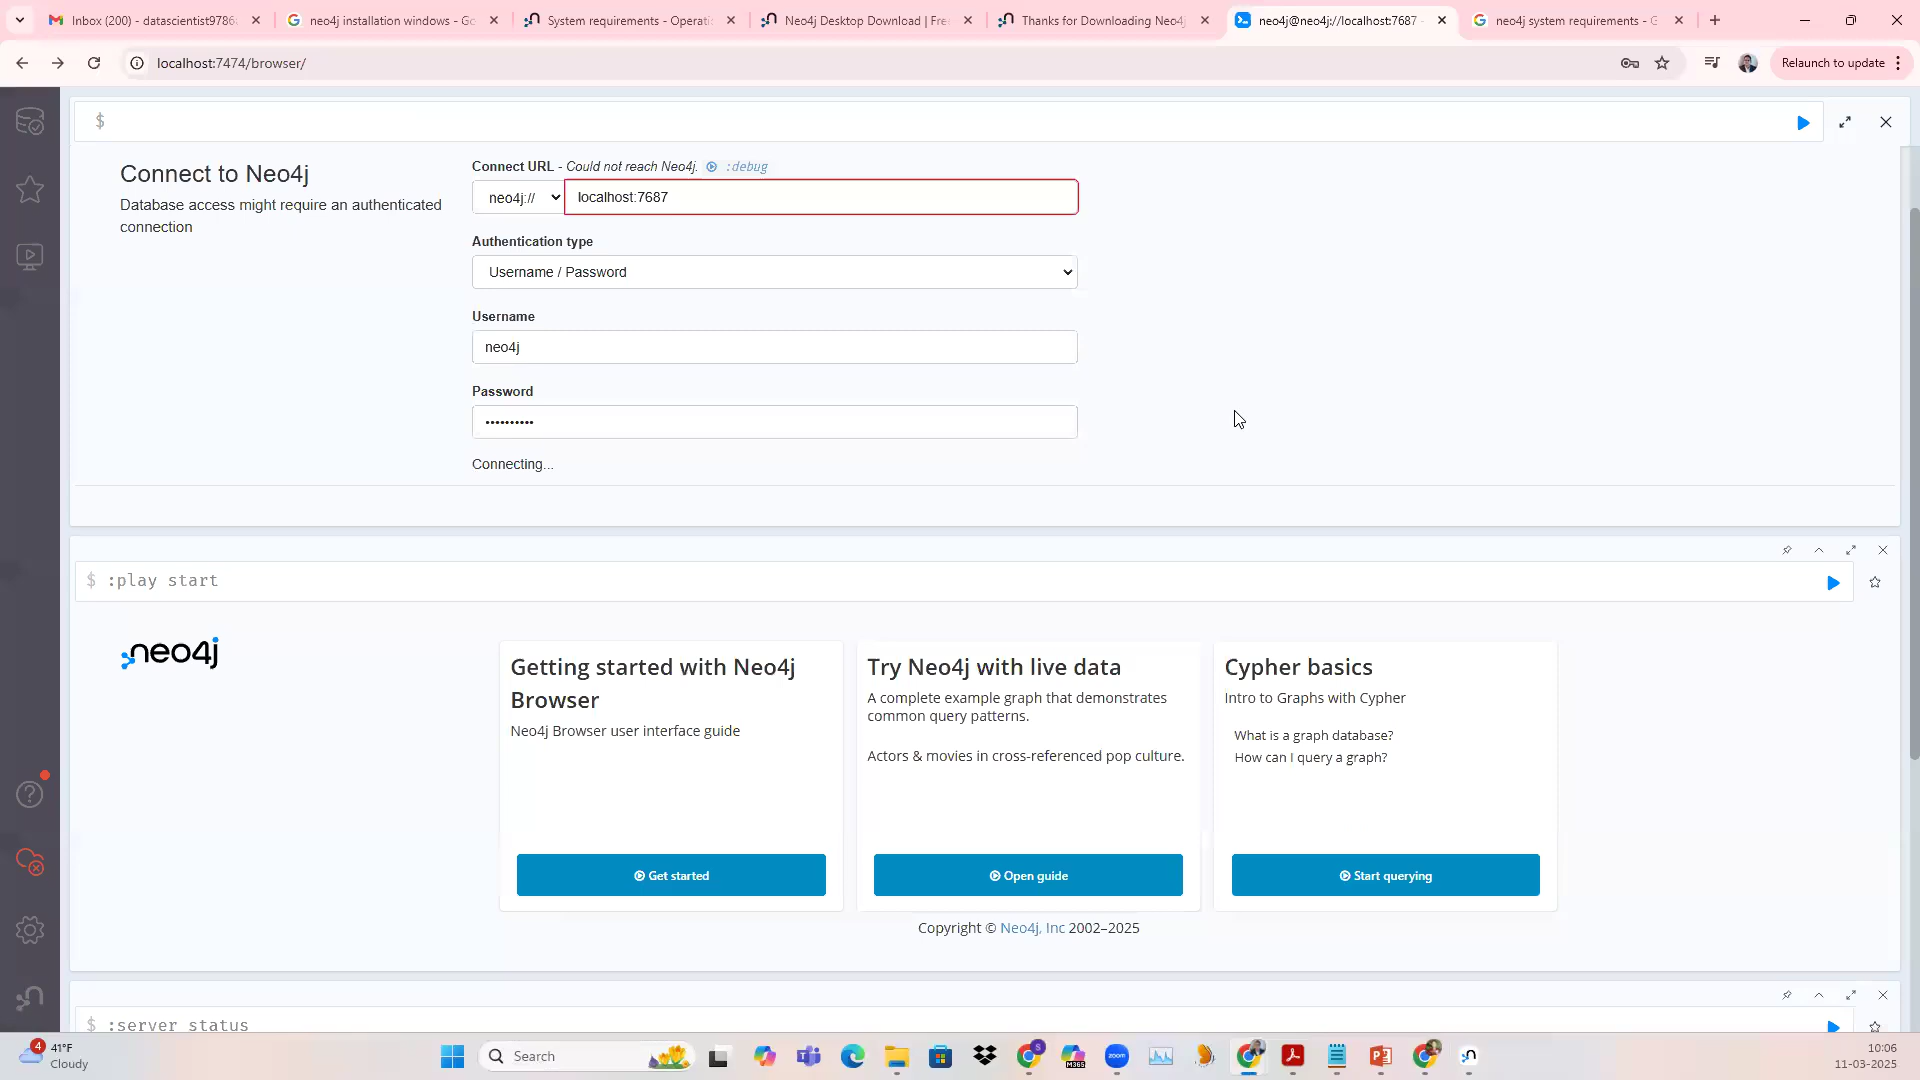 Inbox (200) - datascientist9786
neo4j installation windows - Go
System requirements - Operati
Neo4j Desktop Download | Free
Thanks for Downloading Neo4j
neo4j@neo4j://localhost:7687 -
neo4j system requirements - G
localhost:7474/browser/
Relaunch to update
$
Connect to Neo4j
Database access might require an authenticated
connection
Connect URL - Could not reach Neo4j. :debug
neo4j:// localhost:7687
Authentication type
Username / Password
Username
neo4j
Password
••••••••••
Connecting...
$ :play start
neo4j
Getting started with Neo4j
Browser
Neo4j Browser user interface guide
Get started
Try Neo4j with live data
A complete example graph that demonstrates
common query patterns.
Actors & movies in cross-referenced pop culture.
Open guide
Cypher basics
Intro to Graphs with Cypher
What is a graph database?
How can I query a graph?
Start querying
Copyright © Neo4j, Inc 2002–2025
$ :server status
4
41°F
Cloudy
Search
M365
zoom
10:06
11-03-2025